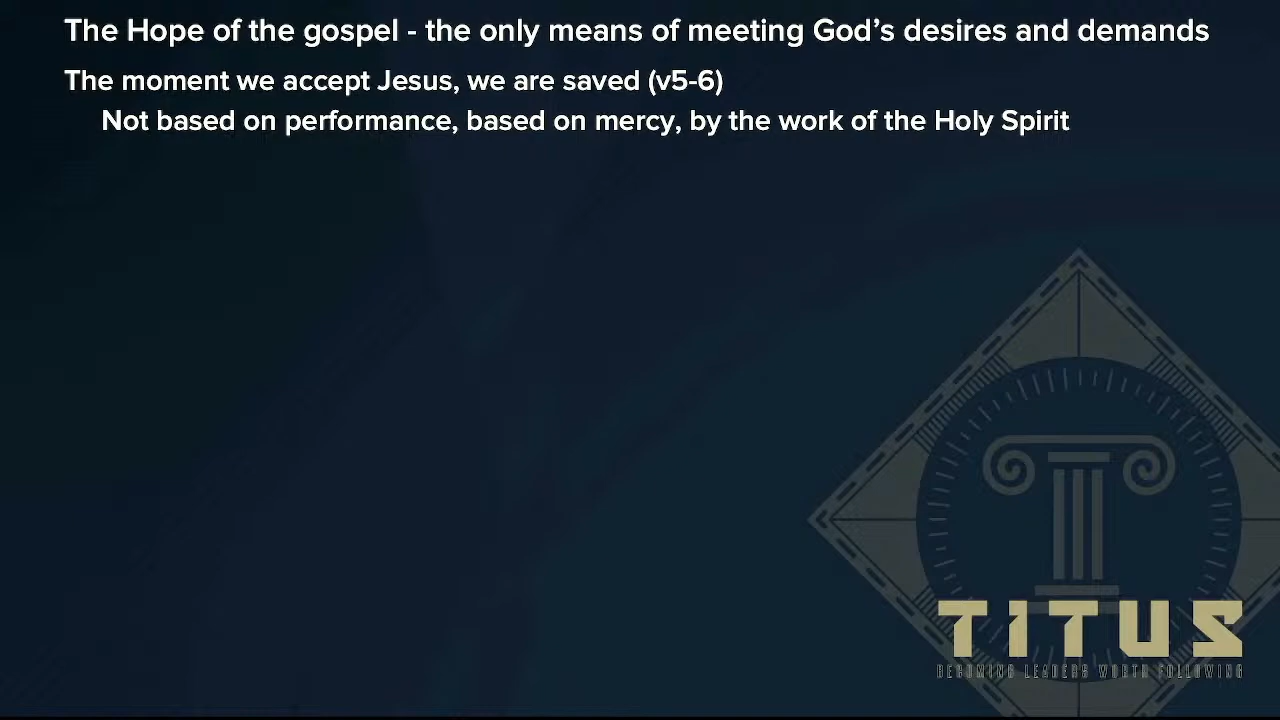 The Hope of the gospel - the only means of meeting God’s desires and demands
The moment we accept Jesus, we are saved (v5-6)
Not based on performance, based on mercy, by the work of the Holy Spirit
TITUS
BECOMING LEADERS WORTH FOLLOWING